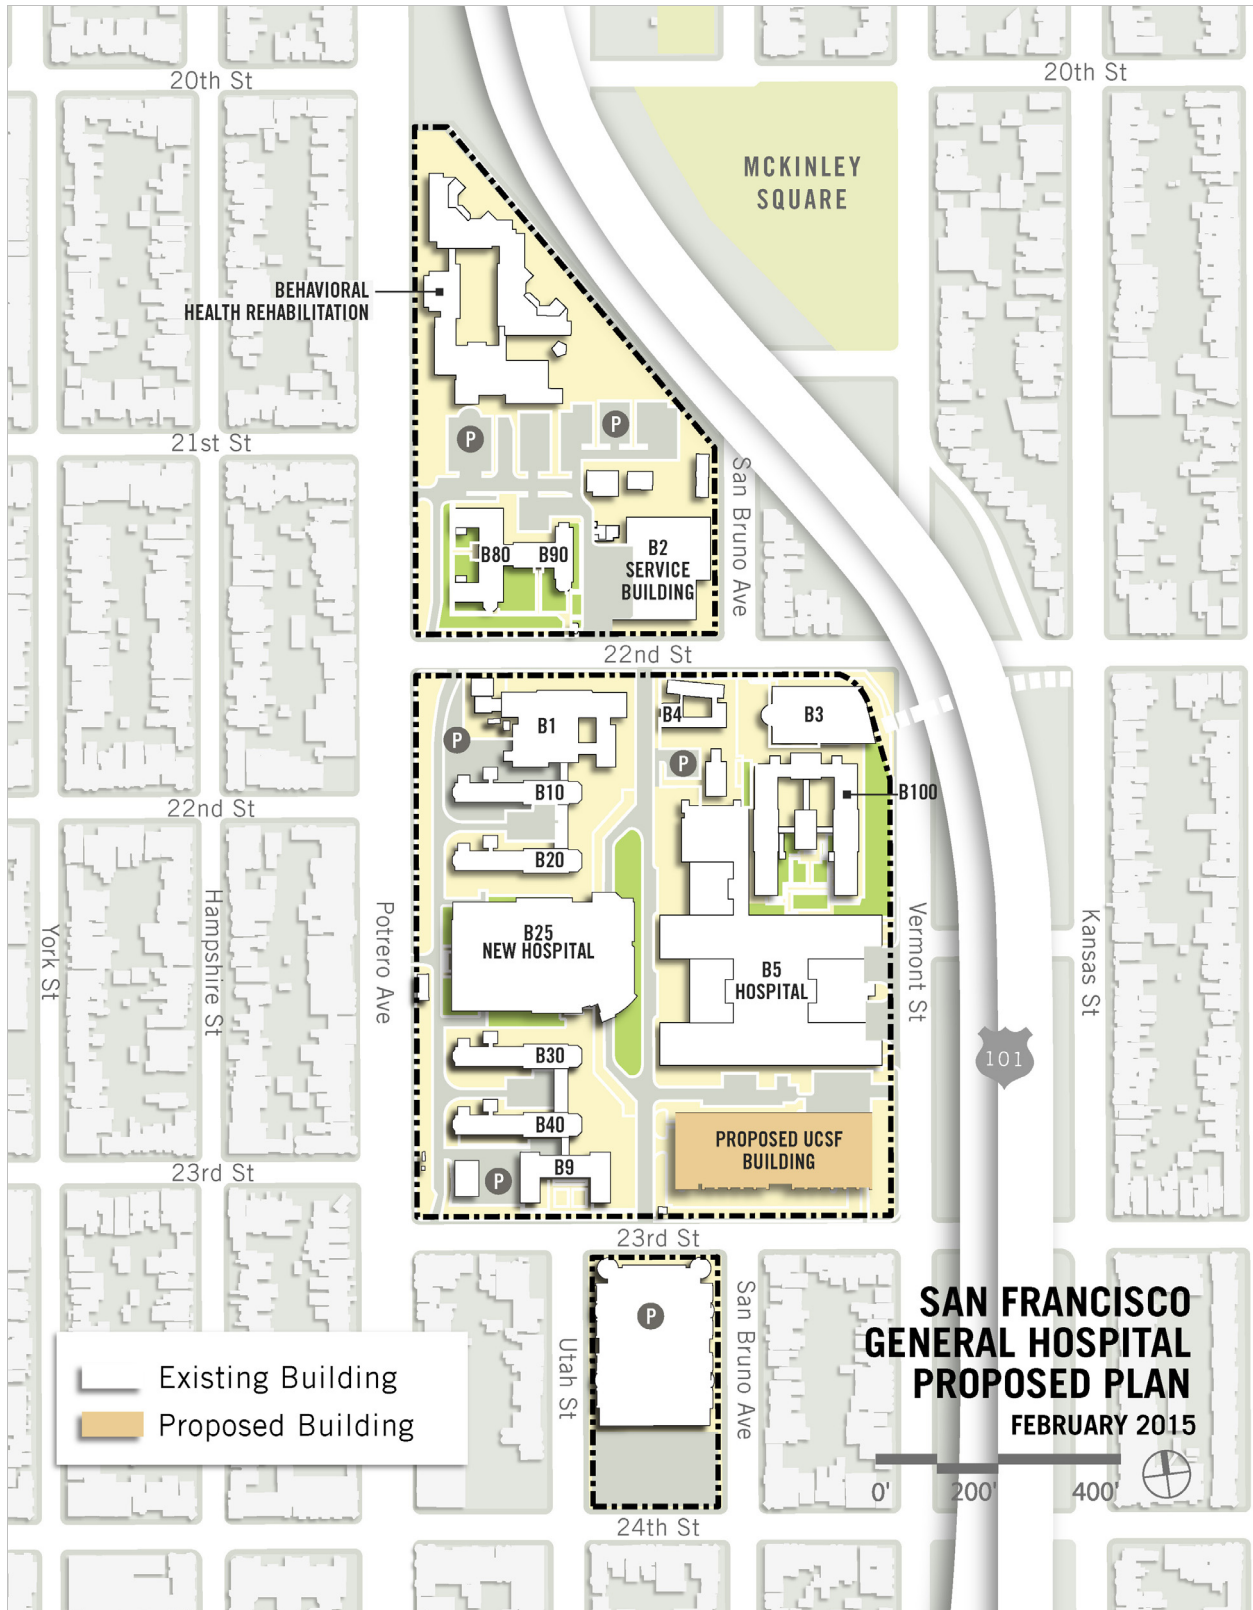 20th St
20th St
MCKINLEY
SQUARE
BEHAVIORAL
HEALTH REHABILITATION
P
P
21st St
San Bruno Ave
B80
B90
B2
SERVICE
BUILDING
22nd St
B1
B4
B3
P
P
B10
B100
22nd St
B20
York St
Hampshire St
Potrero Ave
B25
NEW HOSPITAL
B5
HOSPITAL
Vermont St
Kansas St
101
B30
B40
PROPOSED UCSF
BUILDING
B9
P
23rd St
23rd St
P
Utah St
San Bruno Ave
SAN FRANCISCO
GENERAL HOSPITAL
PROPOSED PLAN
FEBRUARY 2015
Existing Building
Proposed Building
0'
200'
400'
24th St